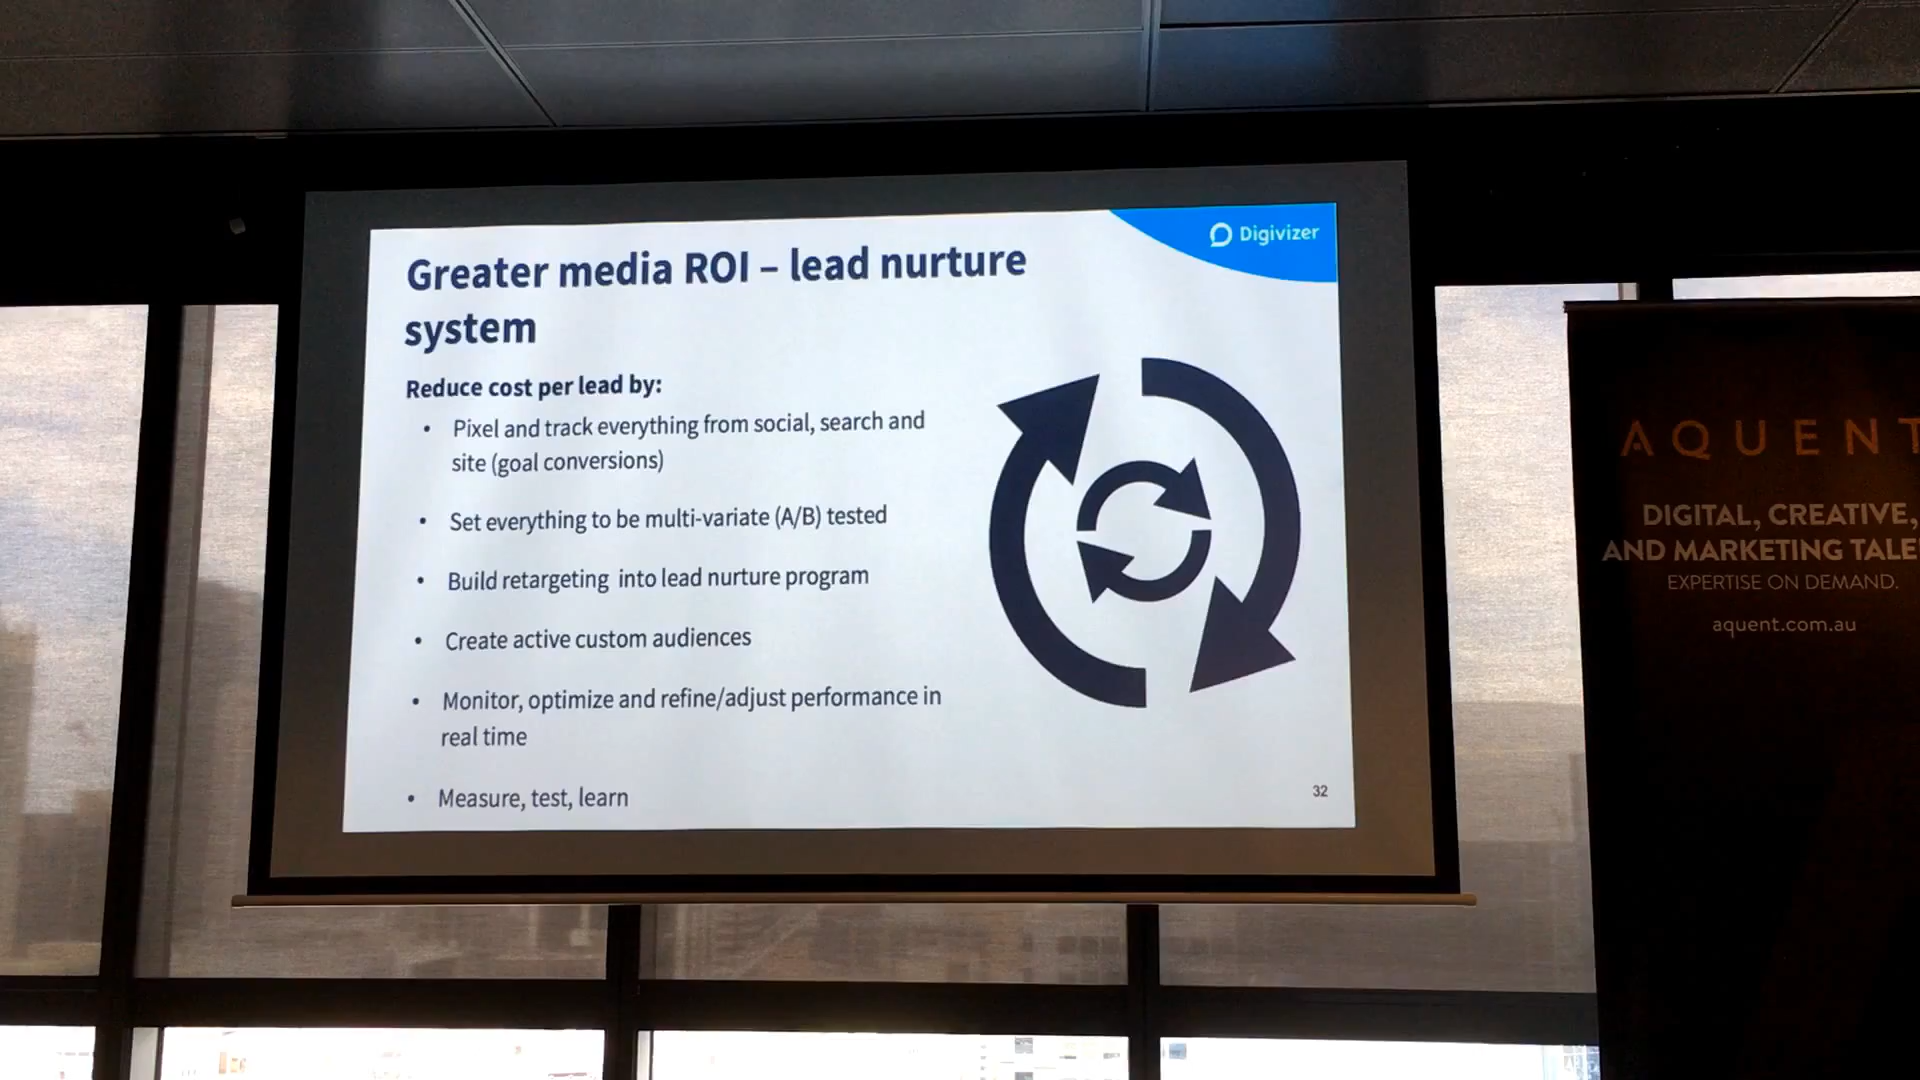 Digivizer
Greater media ROI – lead nurture
system
Reduce cost per lead by:
• Pixel and track everything from social, search and
site (goal conversions)
• Set everything to be multi-variate (A/B) tested
• Build retargeting into lead nurture program
• Create active custom audiences
• Monitor, optimize and refine/adjust performance in
real time
• Measure, test, learn
32
AQUENT
DIGITAL, CREATIVE,
AND MARKETING TALE
EXPERTISE ON DEMAND.
aquent.com.au